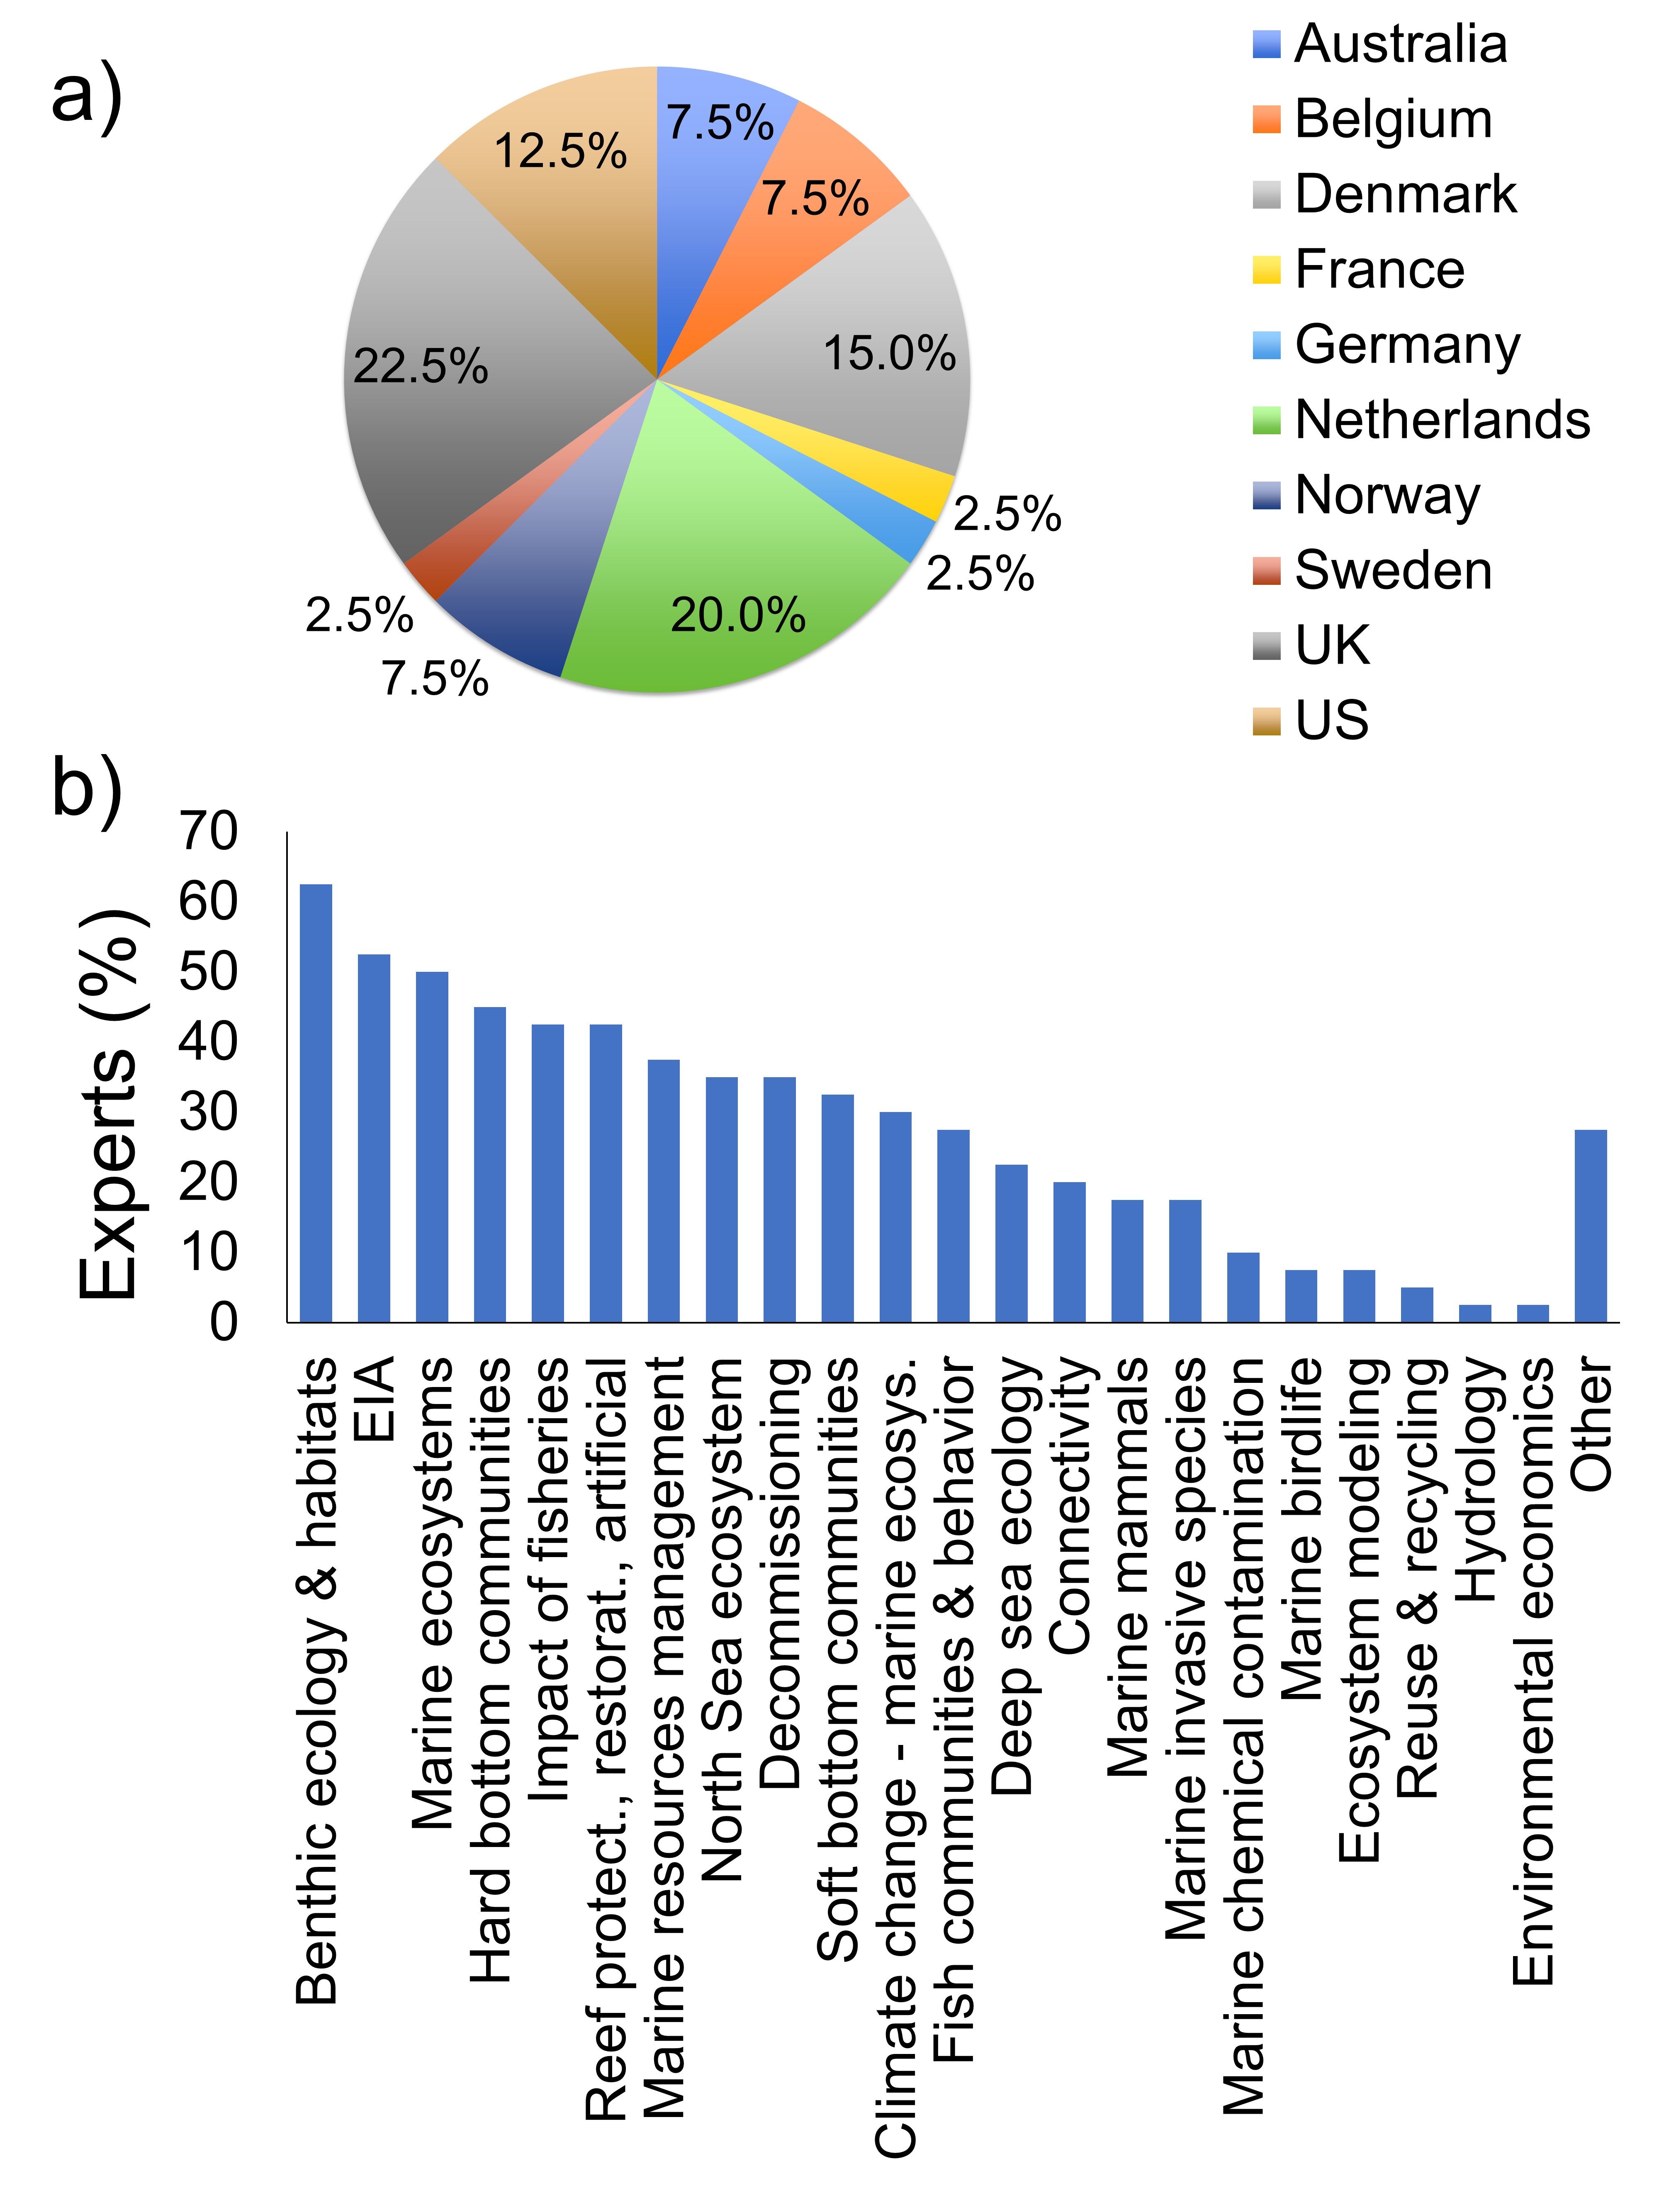 a)
7.5%
7.5%
15.0%
2.5%
2.5%
20.0%
7.5%
2.5%
22.5%
12.5%
Australia
Belgium
Denmark
France
Germany
Netherlands
Norway
Sweden
UK
US
b)
Experts (%)
70
60
50
40
30
20
10
0
Benthic ecology & habitats
EIA
Marine ecosystems
Hard bottom communities
Impact of fisheries
Reef protect., restorat., artificial
Marine resources management
North Sea ecosystem
Decommissioning
Soft bottom communities
Climate change - marine ecosys.
Fish communities & behavior
Deep sea ecology
Connectivity
Marine mammals
Marine invasive species
Marine chemical contamination
Marine birdlife
Ecosystem modeling
Reuse & recycling
Hydrology
Environmental economics
Other